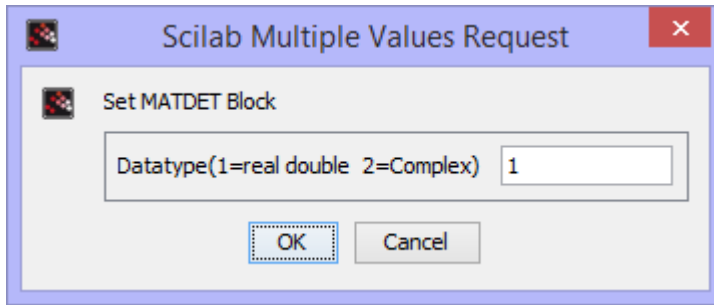 Scilab Multiple Values Request
Set MATDET Block
Datatype(1=real double  2=Complex) 1
OK Cancel